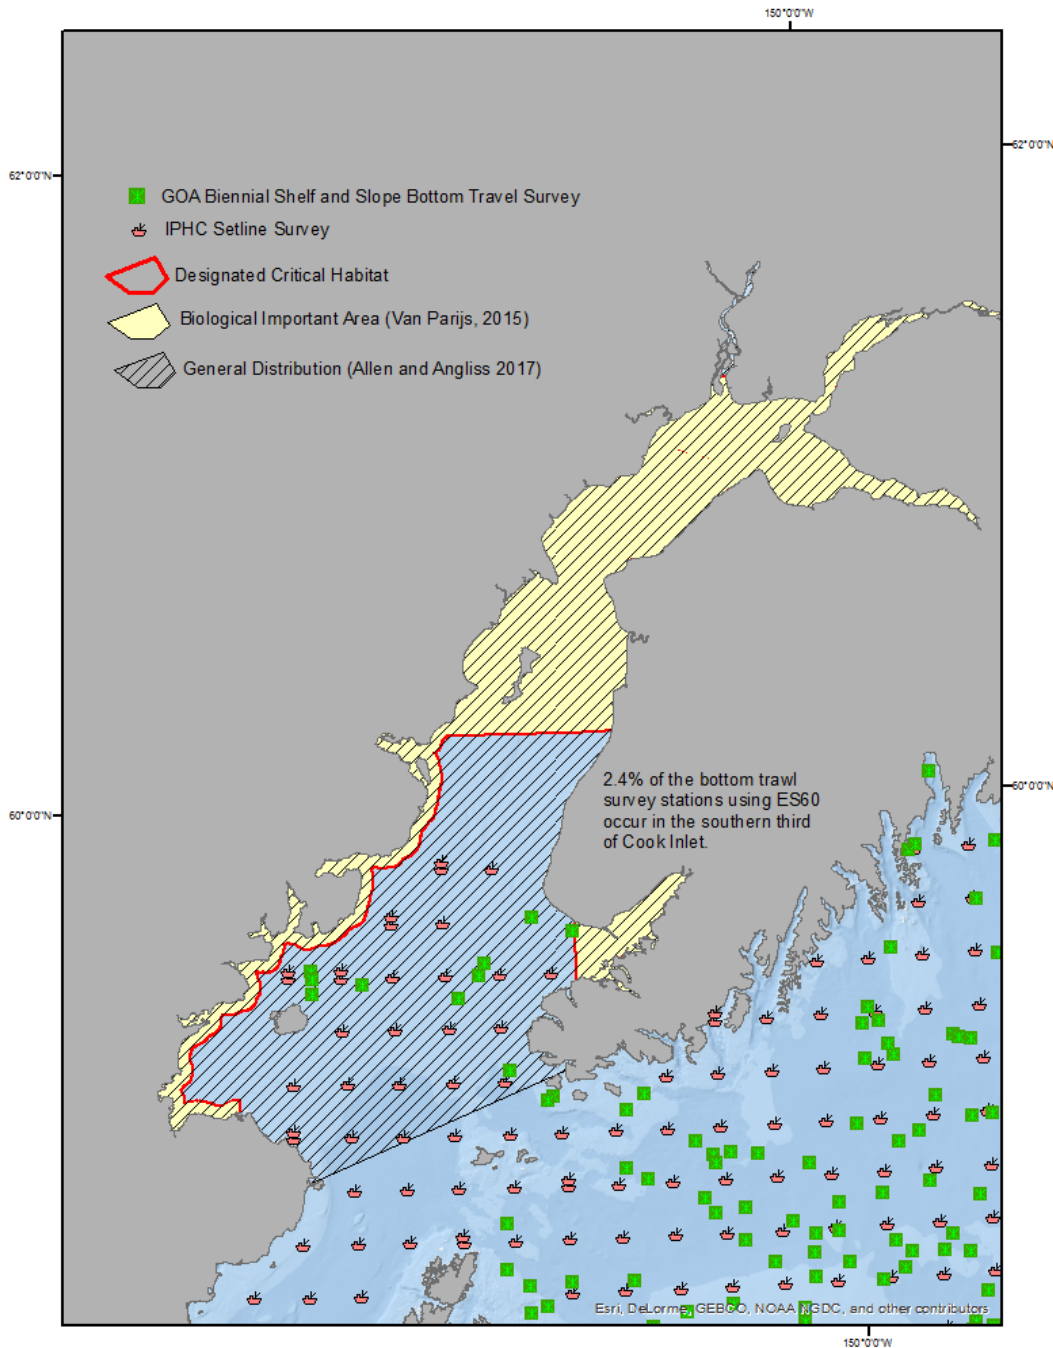 150°0'0"W
62°0'0"N
62°0'0"N
GOA Biennial Shelf and Slope Bottom Travel Survey
IPHC Setline Survey
Designated Critical Habitat
Biological Important Area (Van Parijs, 2015)
General Distribution (Allen and Angliss 2017)
2.4% of the bottom trawl
survey stations using ES60
occur in the southern third
of Cook Inlet.
60°0'0"N
60°0'0"N
Esri, DeLorme, GEBCO, NOAA NGDC, and other contributors
150°0'0"W